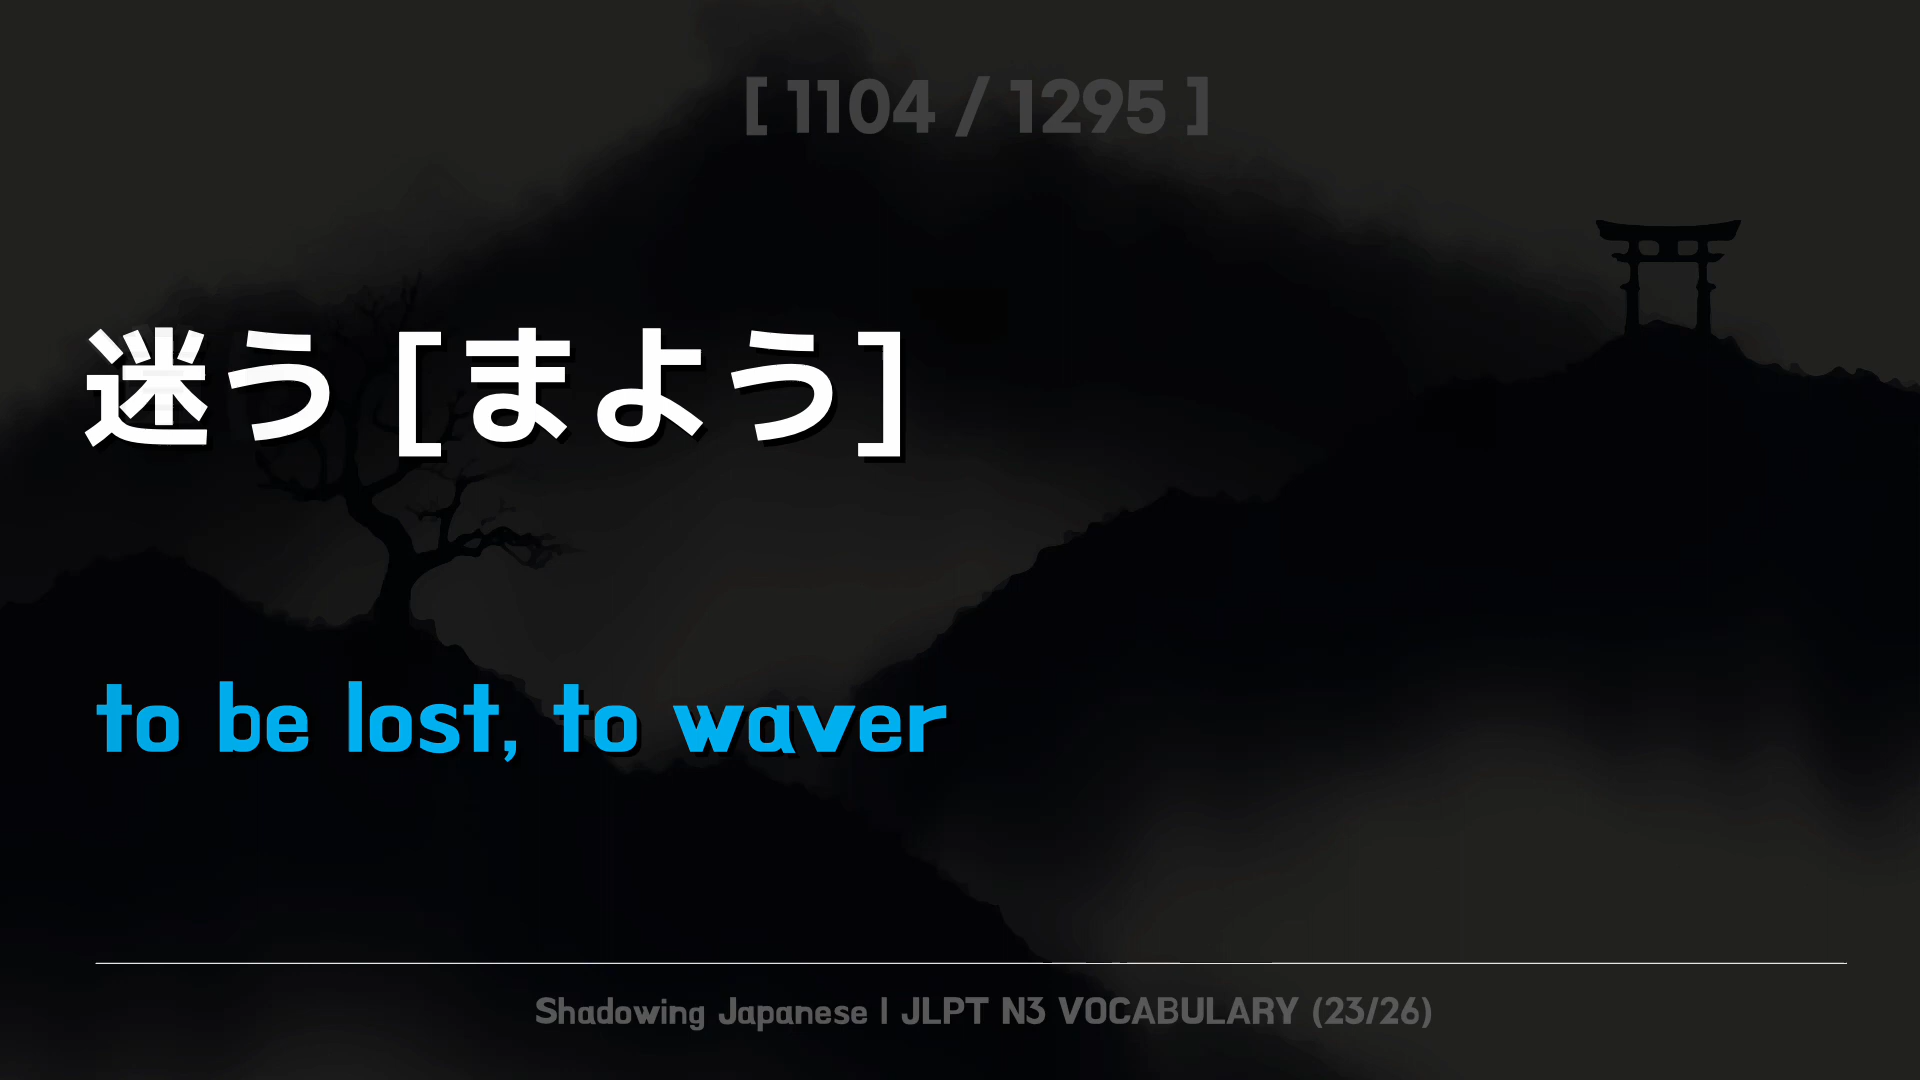 [ 1104 / 1295 ]
迷う [まよう]
to be lost, to waver
Shadowing Japanese | JLPT N3 VOCABULARY (23/26)